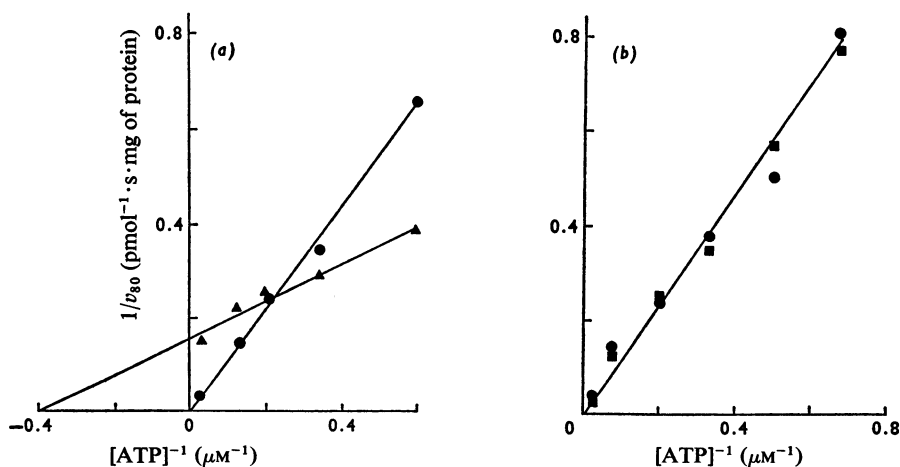 (a)
0.8
0.4
1/v₈₀ (pmol⁻¹·s·mg of protein)
−0.4 0 0.4
[ATP]⁻¹ (μM⁻¹)
(b)
0.8
0.4
0 0.4 0.8
[ATP]⁻¹ (μM⁻¹)